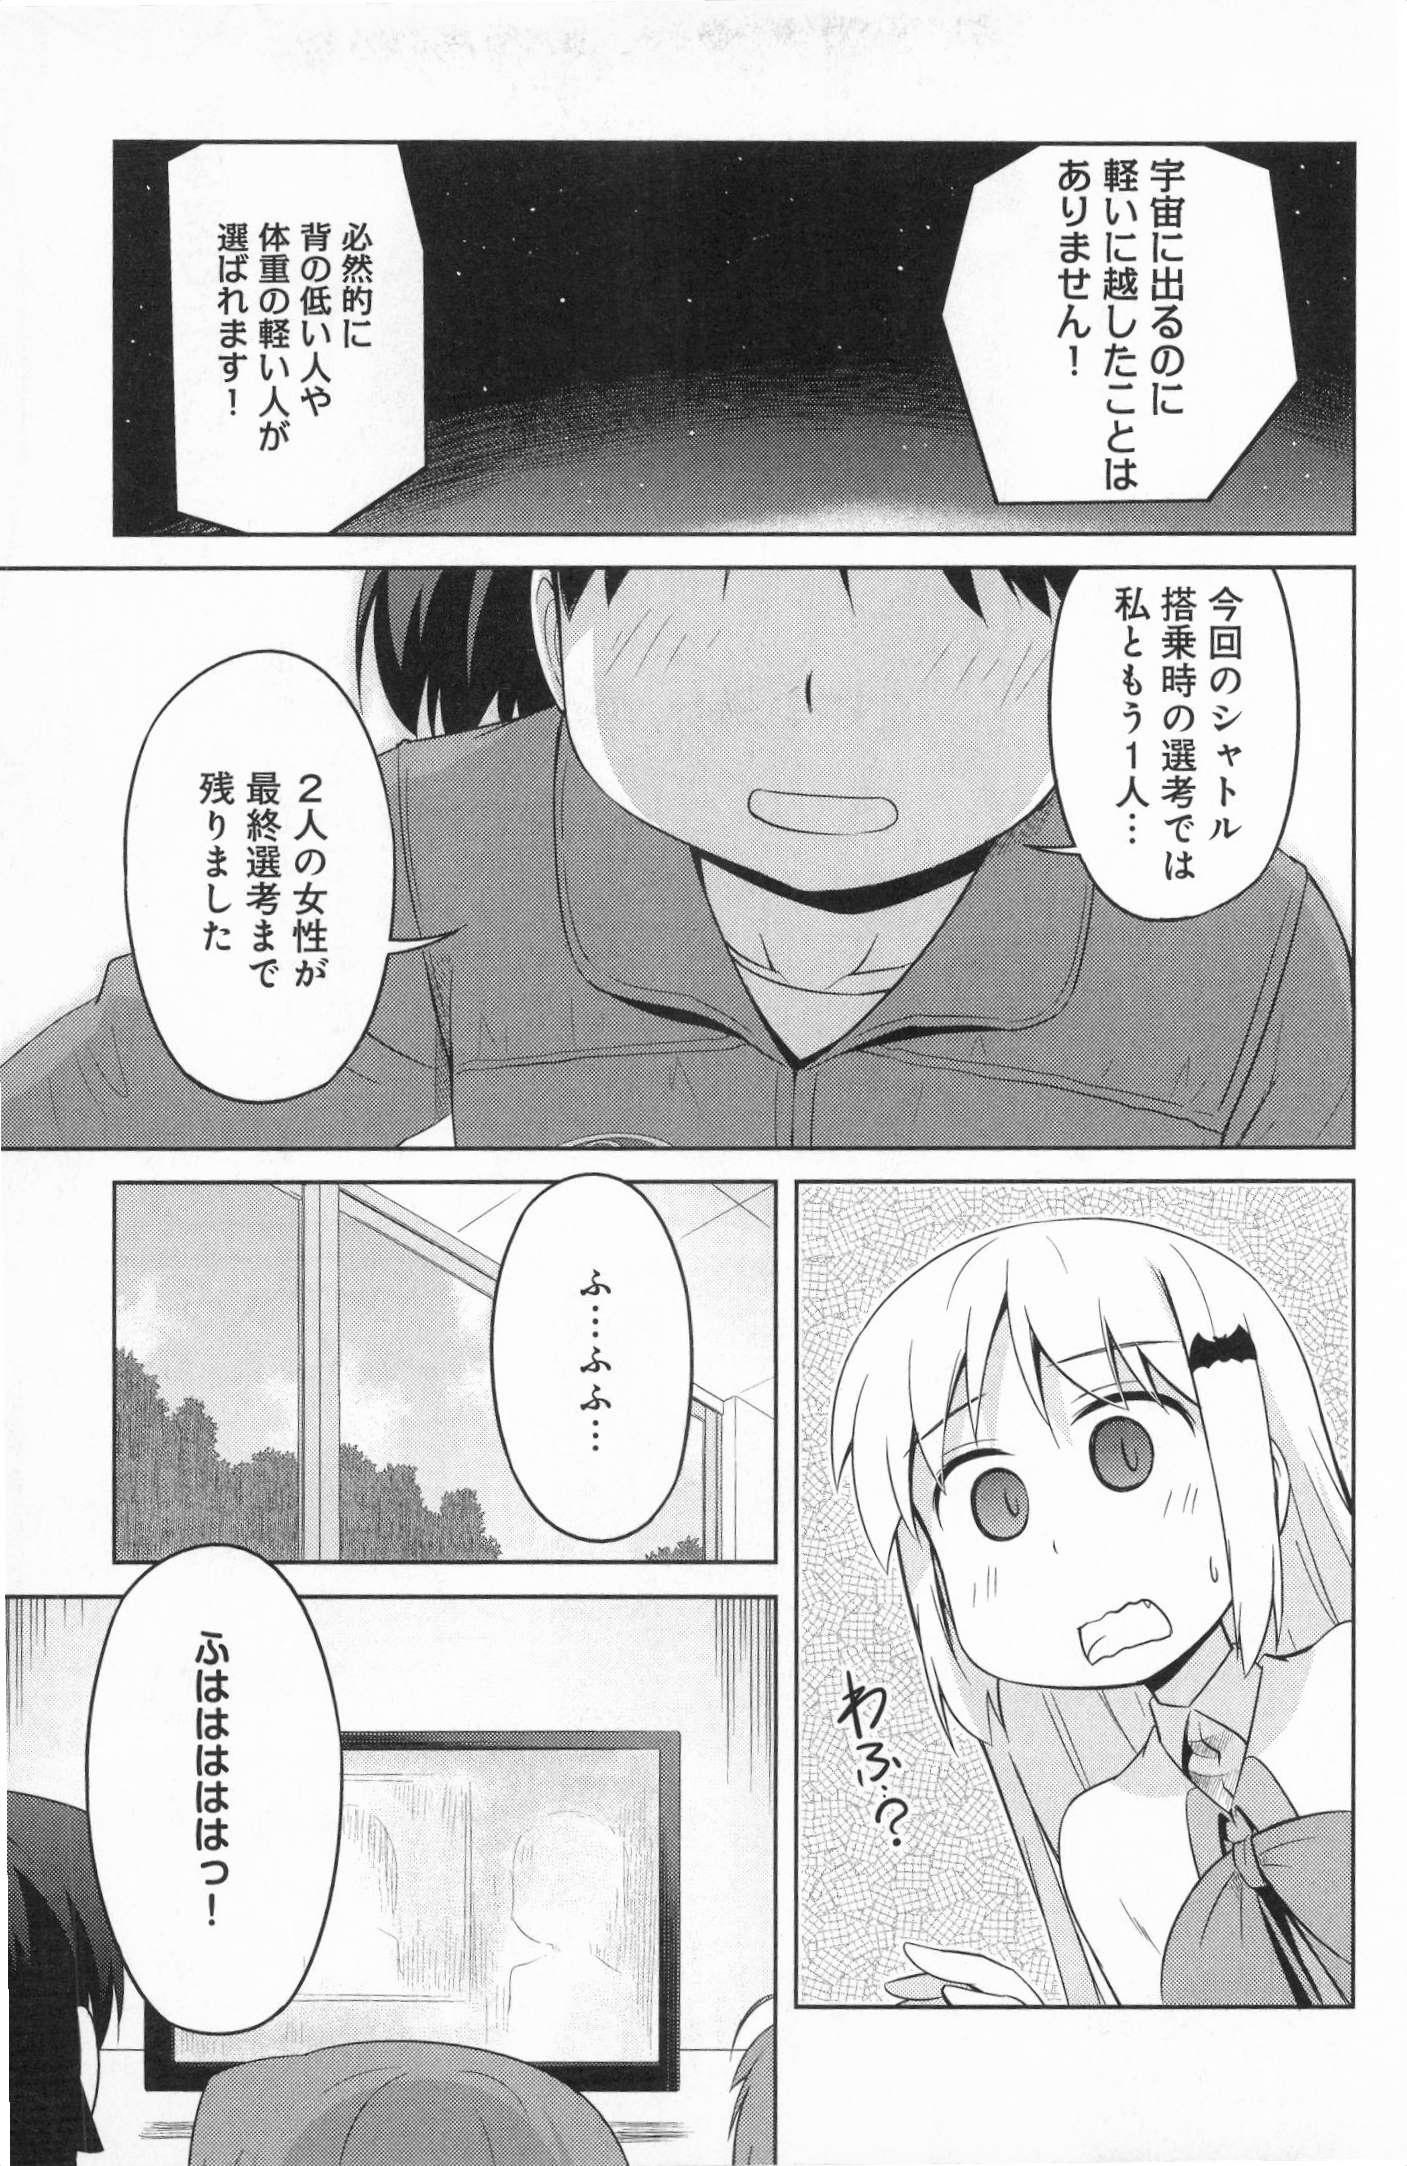 宇宙に出るのに
軽いに越したことは
ありません！
必然的に
背の低い人や
体重の軽い人が
選ばれます！
今回のシャトル
搭乗時の選考では
私ともう1人…
2人の女性が
最終選考まで
残りました
わふ…？
ふ……ふふ…
ふはははははっ！